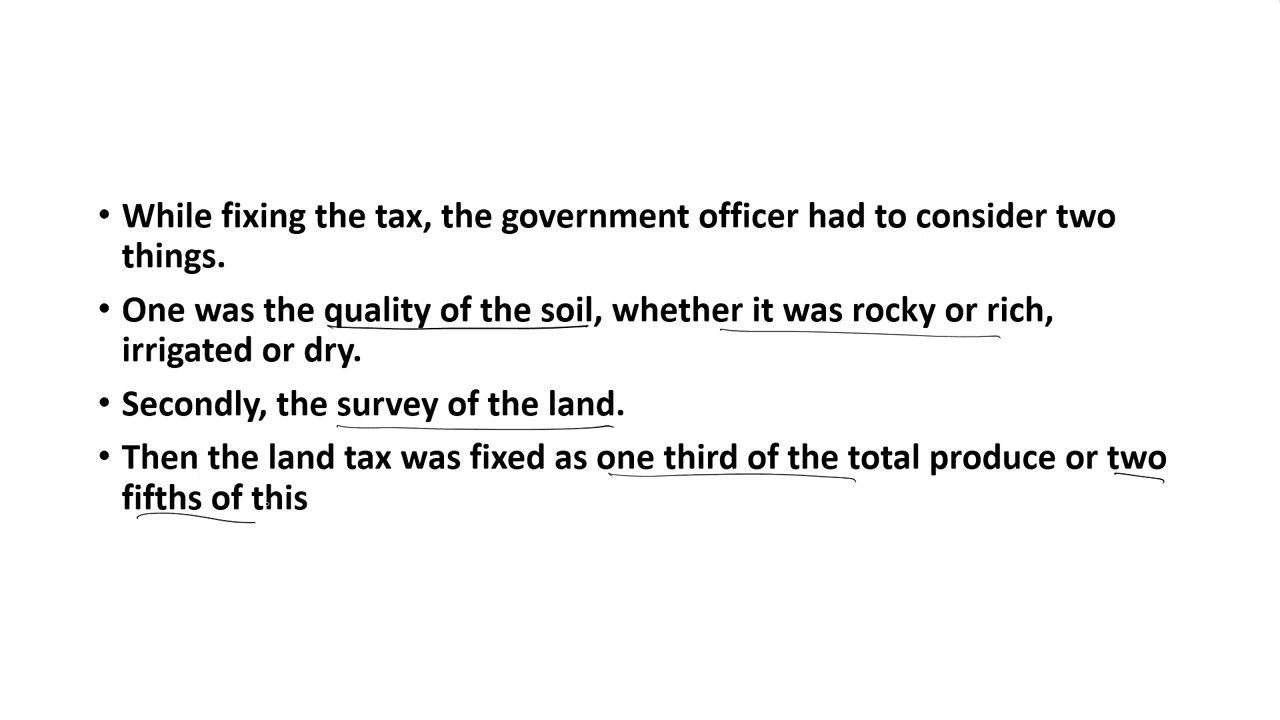 • While fixing the tax, the government officer had to consider two
things.
• One was the quality of the soil, whether it was rocky or rich,
irrigated or dry.
• Secondly, the survey of the land.
• Then the land tax was fixed as one third of the total produce or two
fifths of this